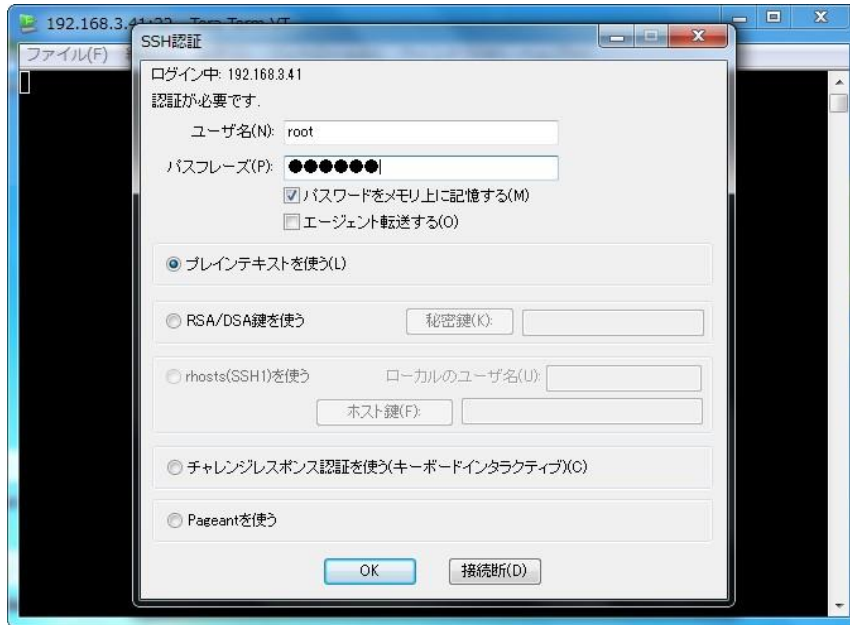 192.168.3.41:22 - Tera Term VT
ファイル(F)
SSH認証
ログイン中: 192.168.3.41
認証が必要です.
ユーザ名(N): root
パスフレーズ(P): ●●●●●●
パスワードをメモリ上に記憶する(M)
エージェント転送する(O)
プレインテキストを使う(L)
RSA/DSA鍵を使う 秘密鍵(K):
rhosts(SSH1)を使う ローカルのユーザ名(U):
ホスト鍵(F):
チャレンジレスポンス認証を使う(キーボードインタラクティブ)(C)
Pageantを使う
OK 接続断(D)